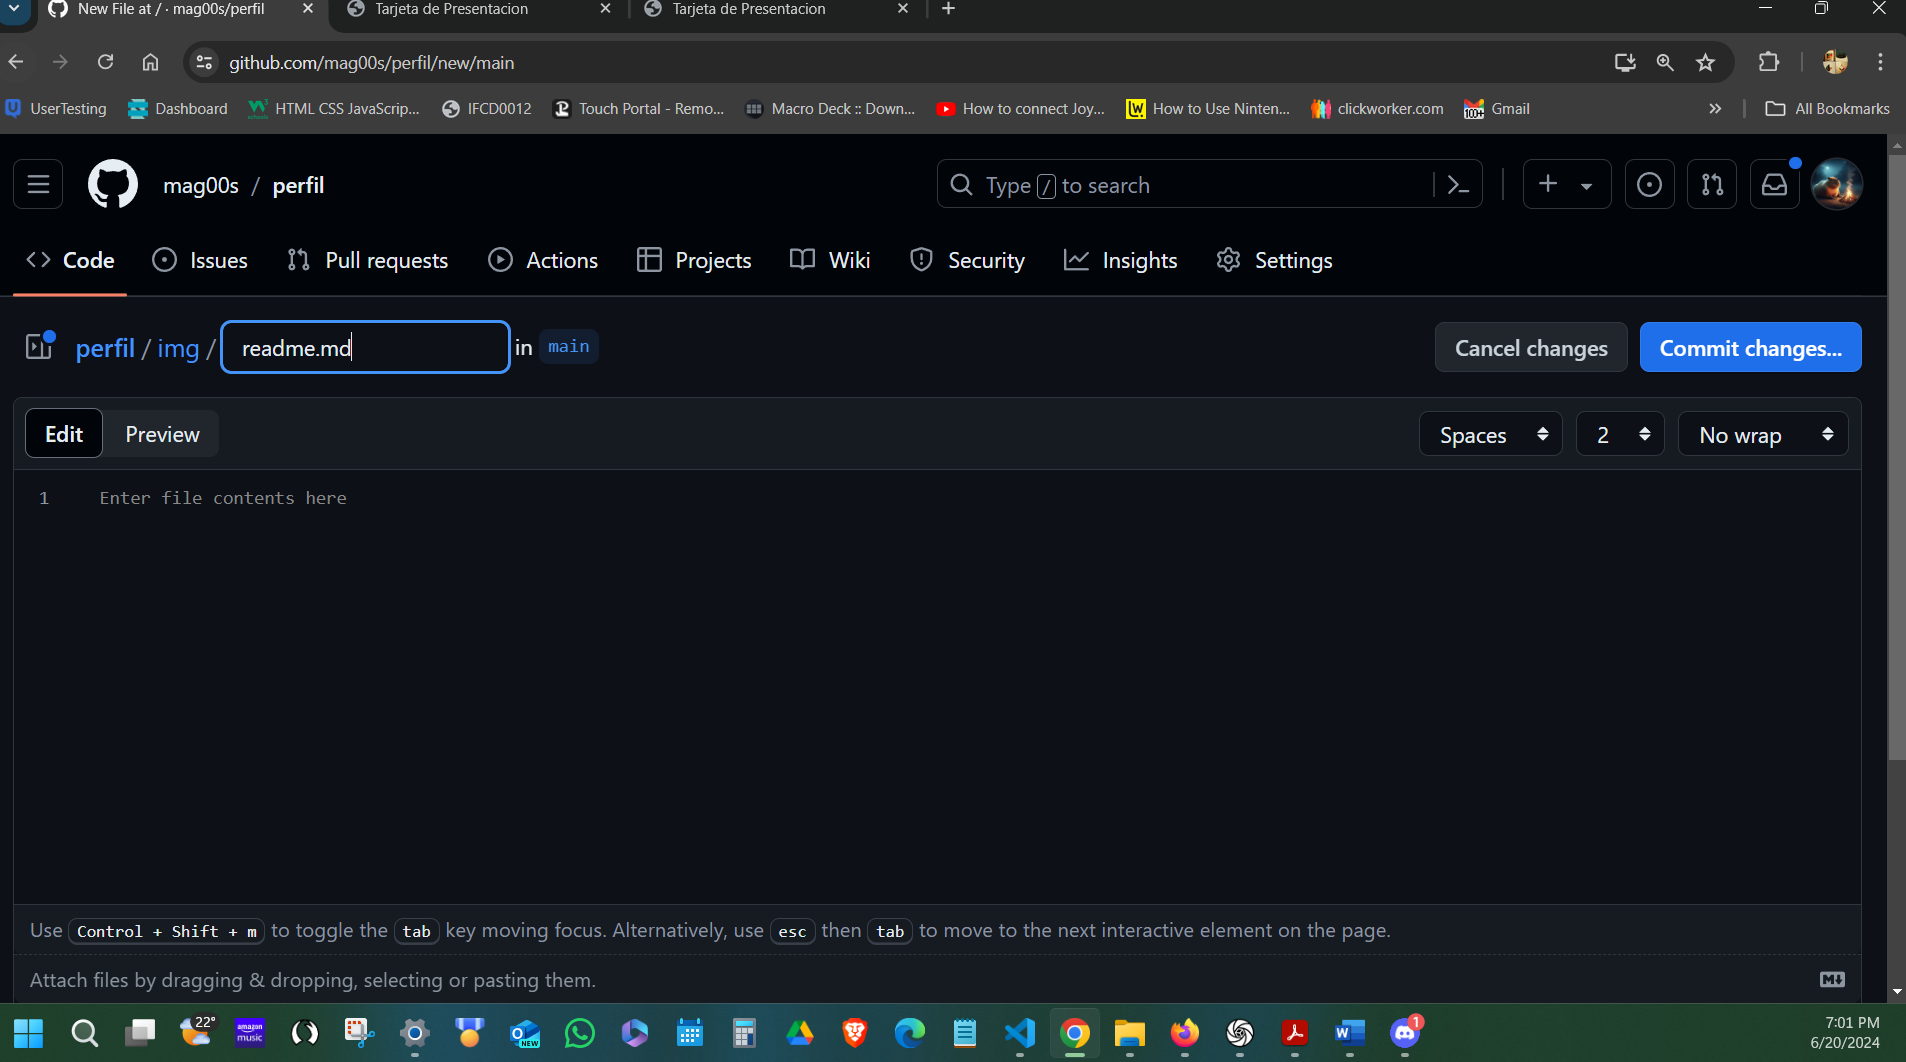 New File at / · mag00s/perfil
Tarjeta de Presentacion
Tarjeta de Presentacion
github.com/mag00s/perfil/new/main
UserTesting
Dashboard
HTML CSS JavaScrip...
IFCD0012
Touch Portal - Remo...
Macro Deck :: Down...
How to connect Joy...
How to Use Ninten...
clickworker.com
100+
Gmail
All Bookmarks
mag00s / perfil
Type / to search
Code
Issues
Pull requests
Actions
Projects
Wiki
Security
Insights
Settings
perfil / img / readme.md in main
Cancel changes
Commit changes...
Edit
Preview
Spaces
2
No wrap
1 Enter file contents here
Use Control + Shift + m to toggle the tab key moving focus. Alternatively, use esc then tab to move to the next interactive element on the page.
Attach files by dragging & dropping, selecting or pasting them.
22°
amazon music
NEW
1
7:01 PM
6/20/2024